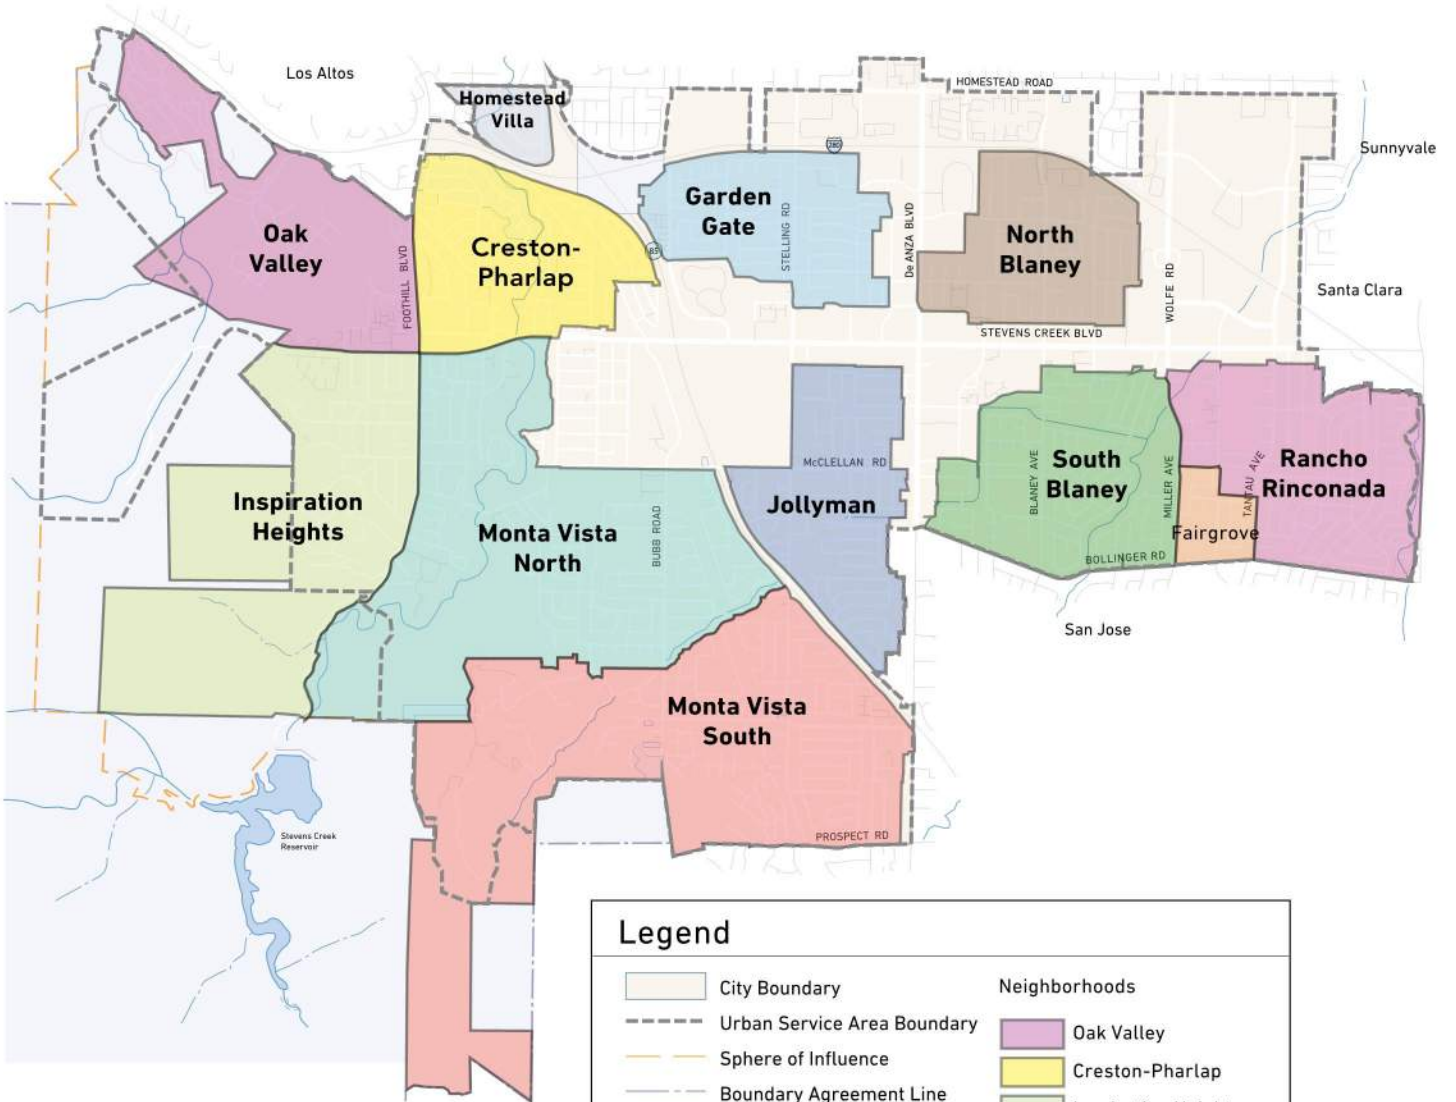 Los Altos
HOMESTEAD ROAD
Homestead
Villa
280
Sunnyvale
Garden
Gate
STELLING RD
De ANZA BLVD
Oak
Valley
FOOTHILL BLVD
Creston-
Pharlap
85
North
Blaney
WOLFE RD
Santa Clara
STEVENS CREEK BLVD
McCLELLAN RD
Jollyman
BLANEY AVE
South
Blaney
MILLER AVE
TANTAU AVE
Rancho
Rinconada
Fairgrove
BOLLINGER RD
Inspiration
Heights
Monta Vista
North
BUBB ROAD
San Jose
Monta Vista
South
PROSPECT RD
Stevens Creek
Reservoir
Legend
City Boundary
Urban Service Area Boundary
Sphere of Influence
Boundary Agreement Line
Neighborhoods
Oak Valley
Creston-Pharlap